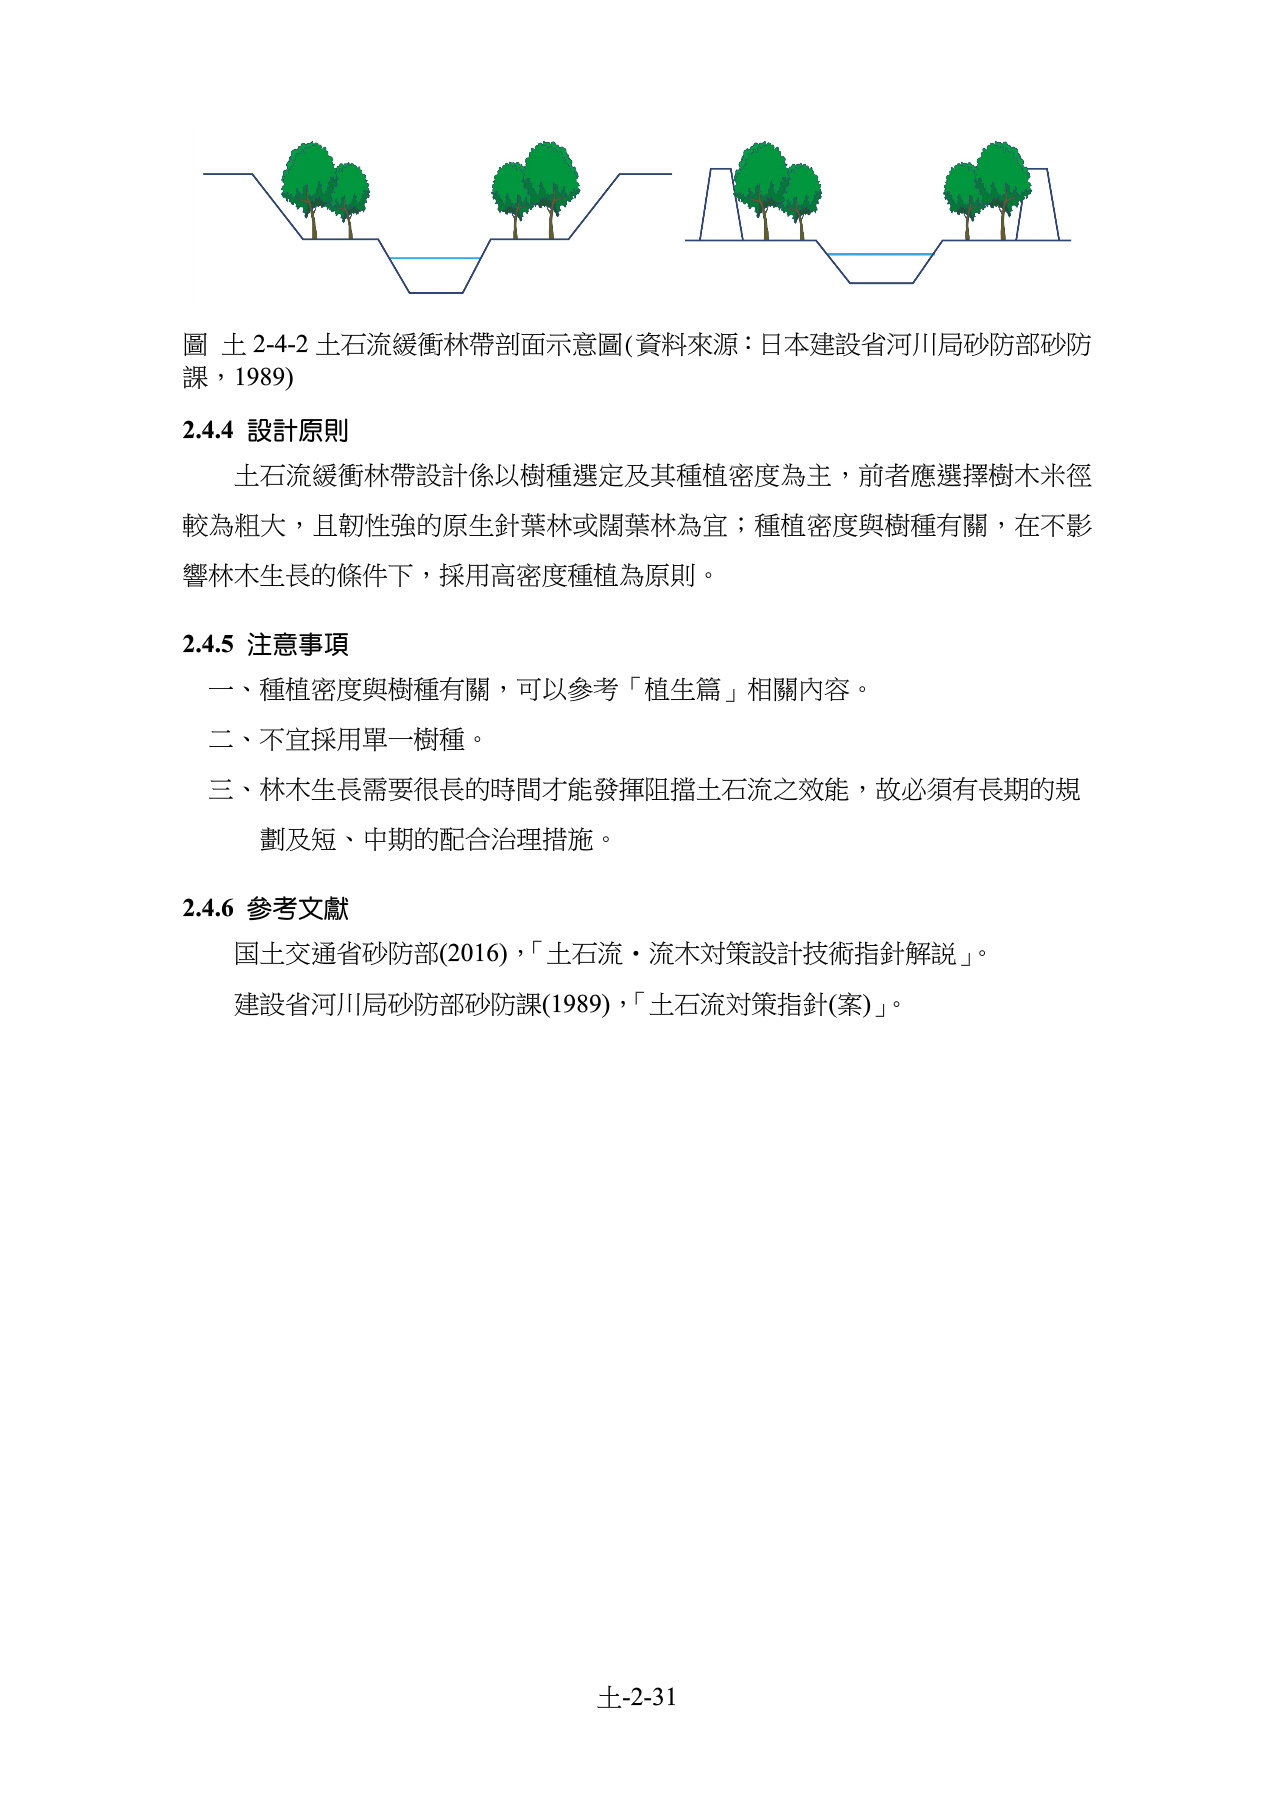 圖 土 2-4-2 土石流緩衝林帶剖面示意圖(資料來源：日本建設省河川局砂防部砂防
課，1989)
2.4.4 設計原則
土石流緩衝林帶設計係以樹種選定及其種植密度為主，前者應選擇樹木米徑
較為粗大，且韌性強的原生針葉林或闊葉林為宜；種植密度與樹種有關，在不影
響林木生長的條件下，採用高密度種植為原則。
2.4.5 注意事項
一、種植密度與樹種有關，可以參考「植生篇」相關內容。
二、不宜採用單一樹種。
三、林木生長需要很長的時間才能發揮阻擋土石流之效能，故必須有長期的規
劃及短、中期的配合治理措施。
2.4.6 參考文獻
国土交通省砂防部(2016)，「土石流・流木対策設計技術指針解説」。
建設省河川局砂防部砂防課(1989)，「土石流対策指針(案)」。
土-2-31